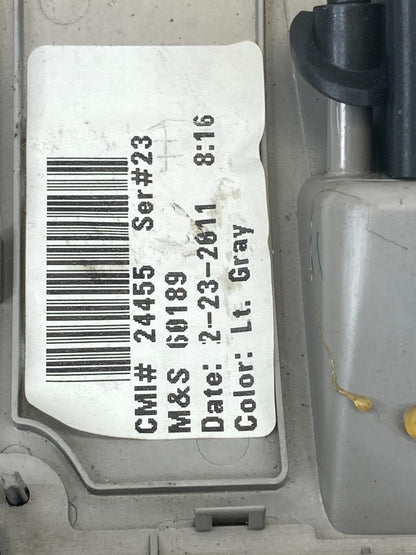 CMI# 24455 Ser#23
M&S 60189
Date: 2-23-2011 8:16
Color: Lt. Gray